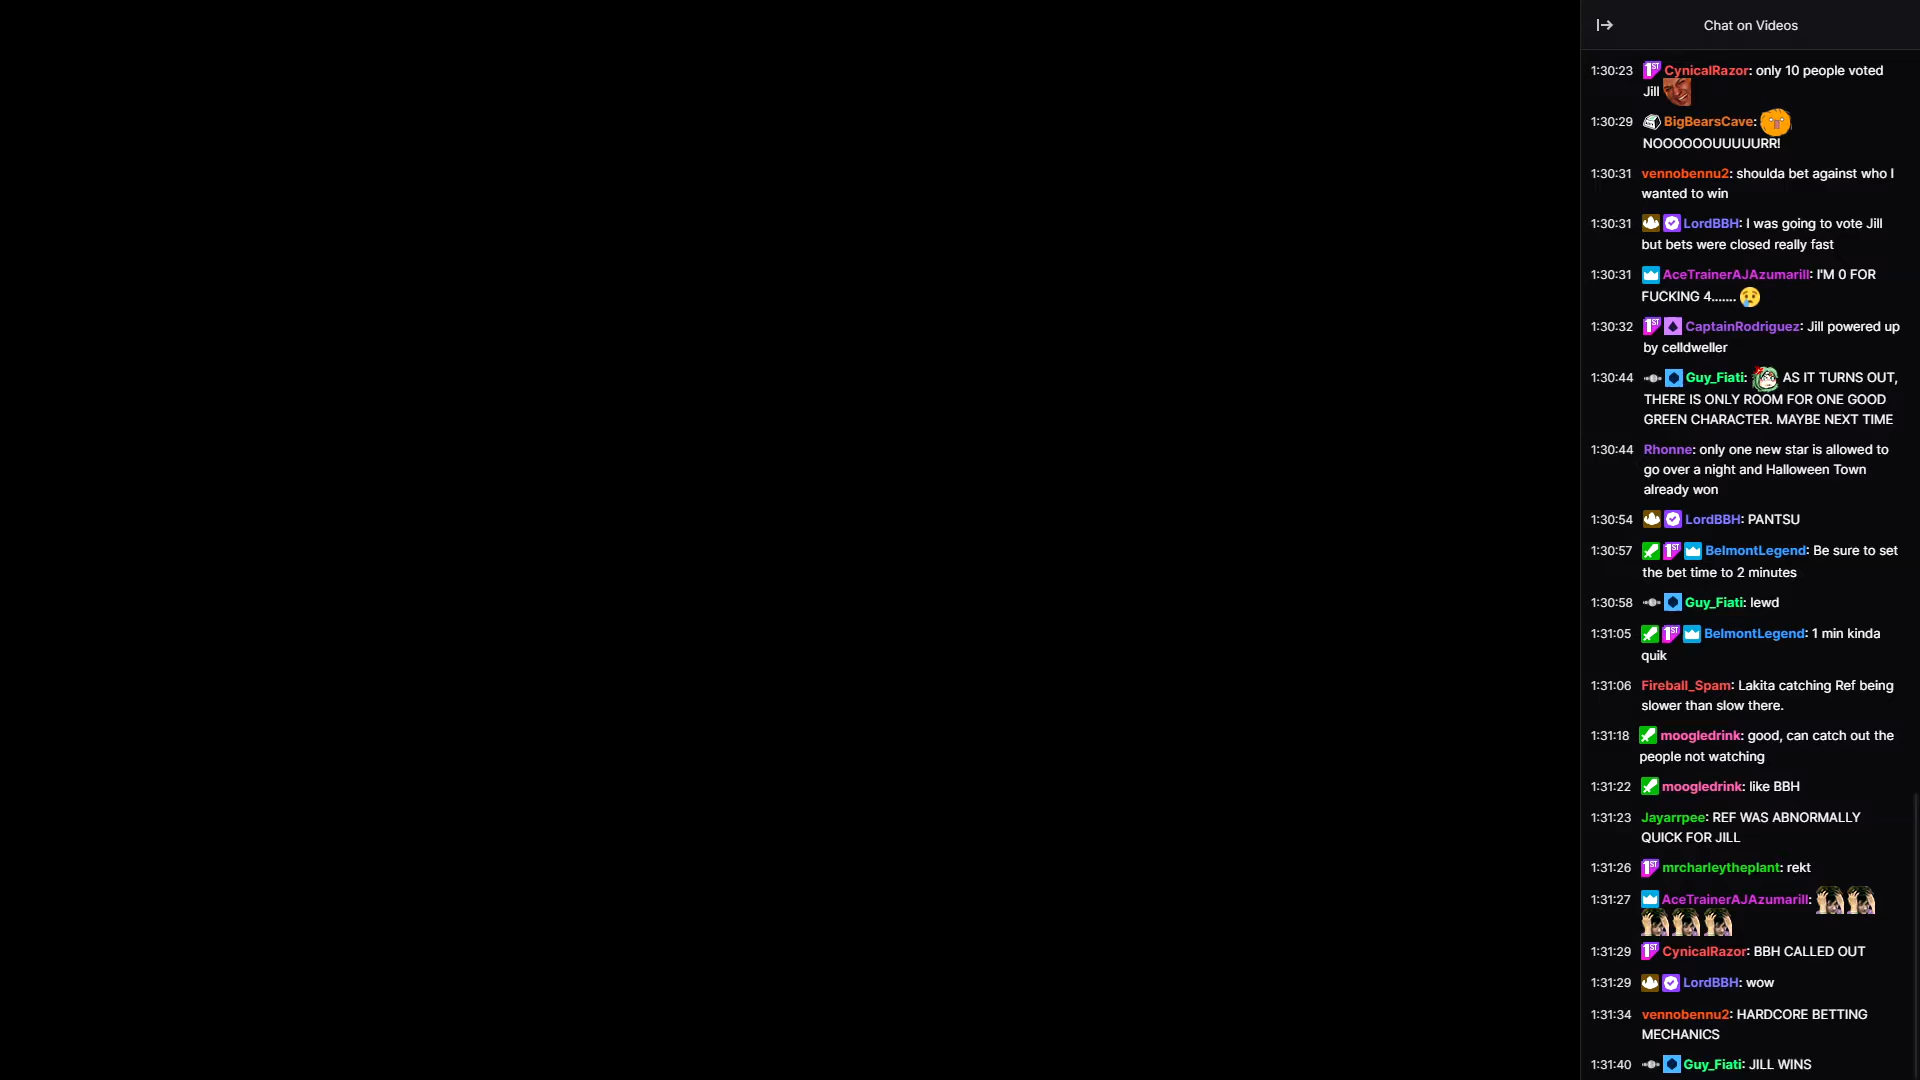 Chat on Videos
1:30:23 1ST CynicalRazor: only 10 people voted
Jill
1:30:29 BigBearsCave:
NOOOOOOUUUUURR!
1:30:31 vennobennu2: shoulda bet against who I
wanted to win
1:30:31 LordBBH: I was going to vote Jill
but bets were closed really fast
1:30:31 AceTrainerAJAzumarill: I'M 0 FOR
FUCKING 4.......
1:30:32 1ST CaptainRodriguez: Jill powered up
by celldweller
1:30:44 Guy_Fiati: AS IT TURNS OUT,
THERE IS ONLY ROOM FOR ONE GOOD
GREEN CHARACTER. MAYBE NEXT TIME
1:30:44 Rhonne: only one new star is allowed to
go over a night and Halloween Town
already won
1:30:54 LordBBH: PANTSU
1:30:57 1ST BelmontLegend: Be sure to set
the bet time to 2 minutes
1:30:58 Guy_Fiati: lewd
1:31:05 1ST BelmontLegend: 1 min kinda
quik
1:31:06 Fireball_Spam: Lakita catching Ref being
slower than slow there.
1:31:18 moogledrink: good, can catch out the
people not watching
1:31:22 moogledrink: like BBH
1:31:23 Jayarrpee: REF WAS ABNORMALLY
QUICK FOR JILL
1:31:26 1ST mrcharleytheplant: rekt
1:31:27 AceTrainerAJAzumarill:
1:31:29 1ST CynicalRazor: BBH CALLED OUT
1:31:29 LordBBH: wow
1:31:34 vennobennu2: HARDCORE BETTING
MECHANICS
1:31:40 Guy_Fiati: JILL WINS